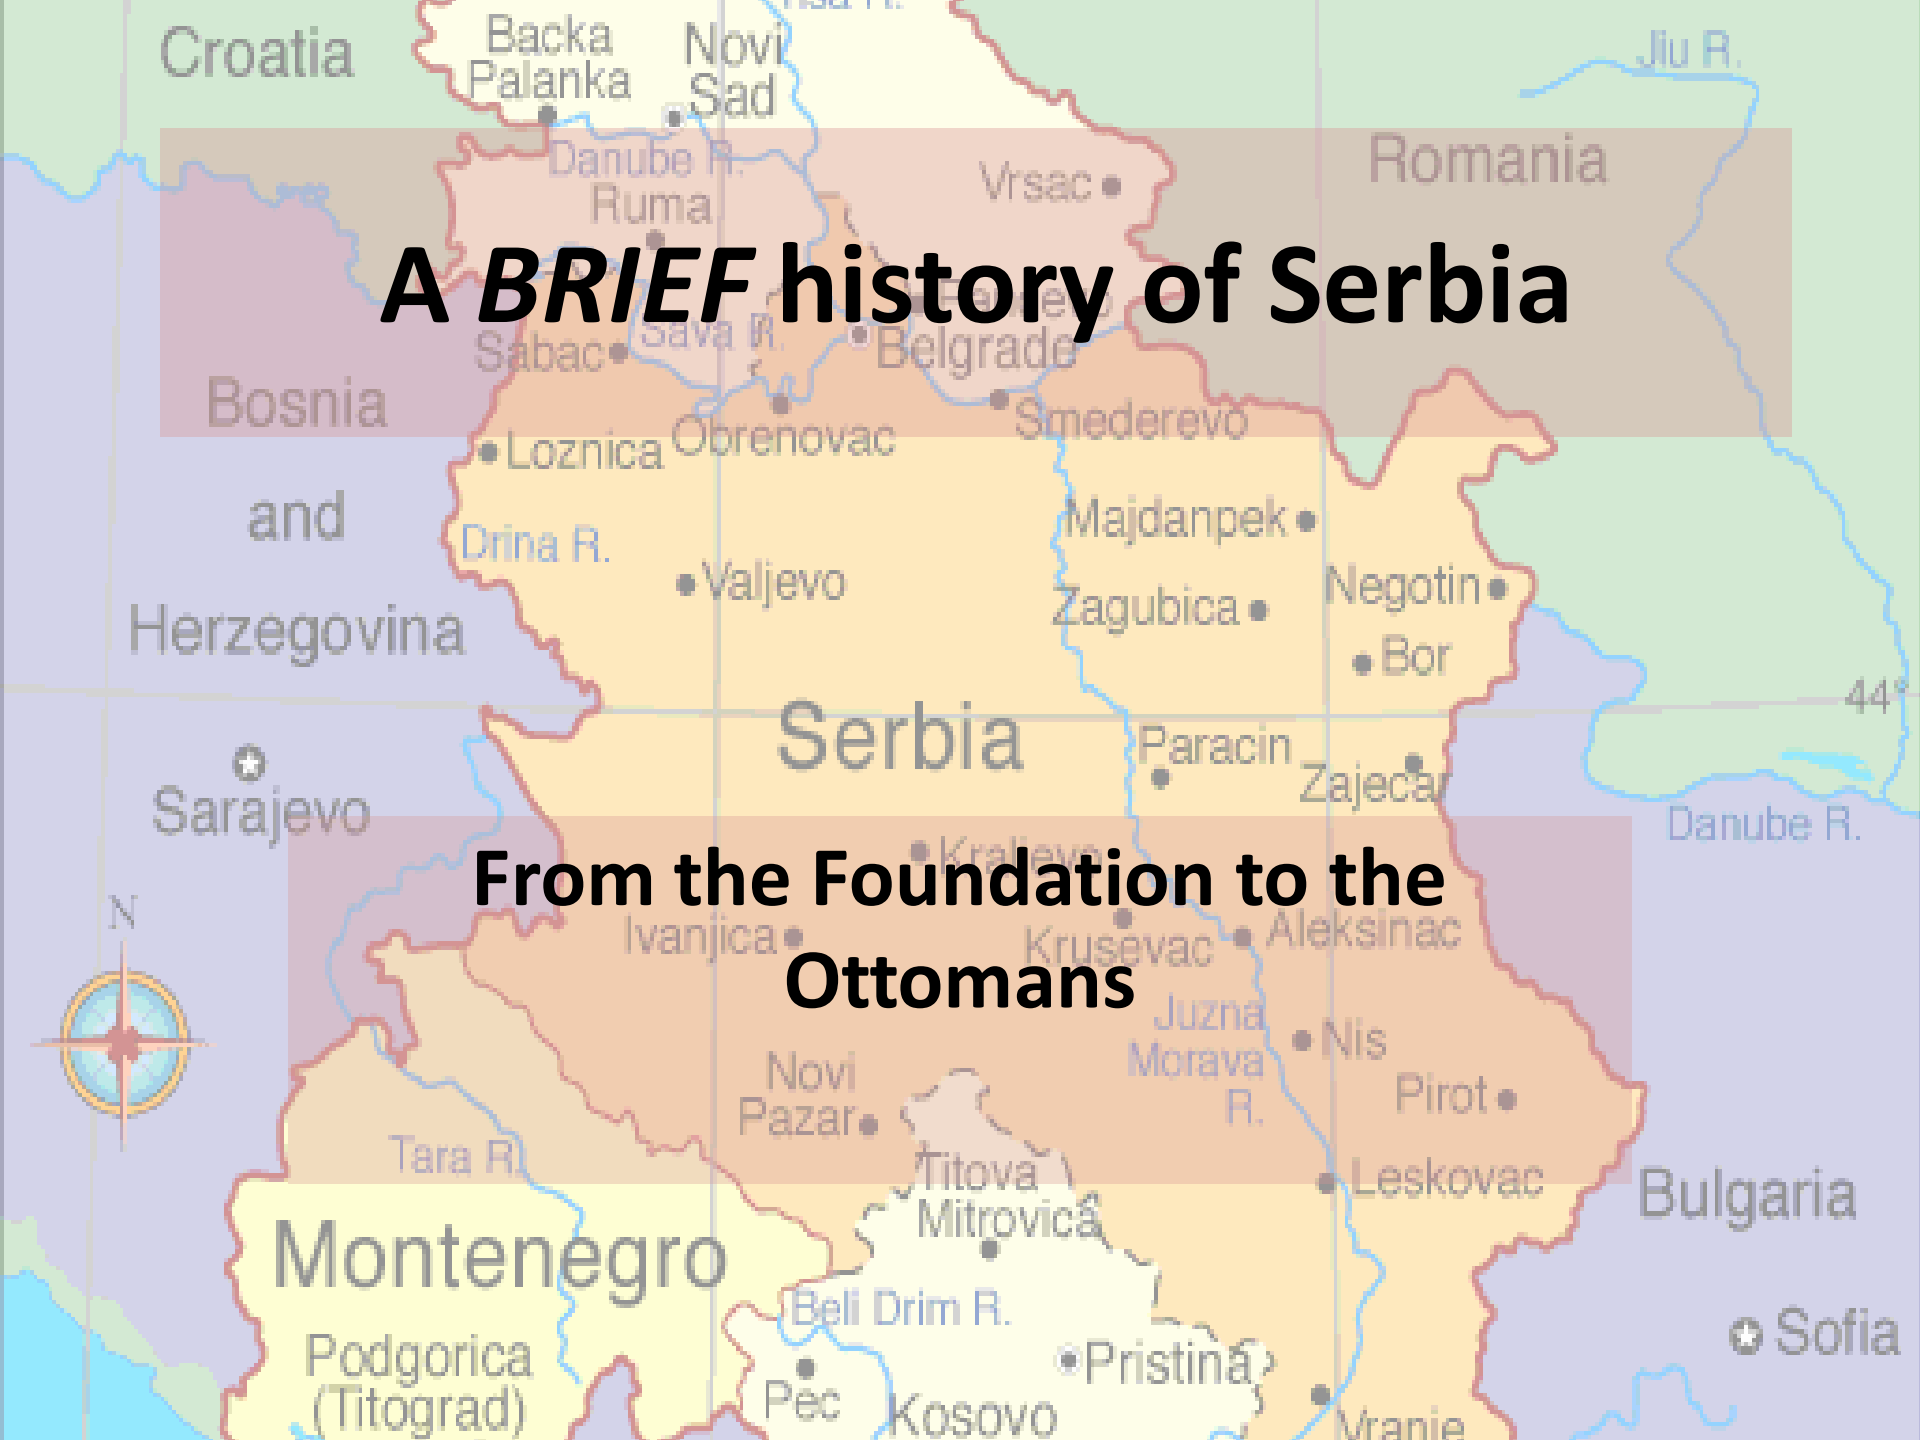 Croatia
Backa
Palanka
Novi
Sad
Jiu R.
Danube R.
Ruma
Vrsac
Romania
A BRIEF history of Serbia
Sabac
Sava R.
Belgrade
Bosnia
and
Herzegovina
Obrenovac
Smederevo
Loznica
Drina R.
Majdanpek
Valjevo
Zagubica
Negotin
Bor
44°
Serbia
Paracin
Zajecar
Sarajevo
Danube R.
Kraljevo
From the Foundation to the
Ottomans
N
Ivanjica
Krusevac
Aleksinac
Juzna
Morava
R.
Nis
Novi
Pazar
Pirot
Tara R.
Titova
Mitrovica
Leskovac
Bulgaria
Montenegro
Beli Drim R.
Podgorica
(Titograd)
Pec
Pristina
Sofia
Kosovo
Vranje